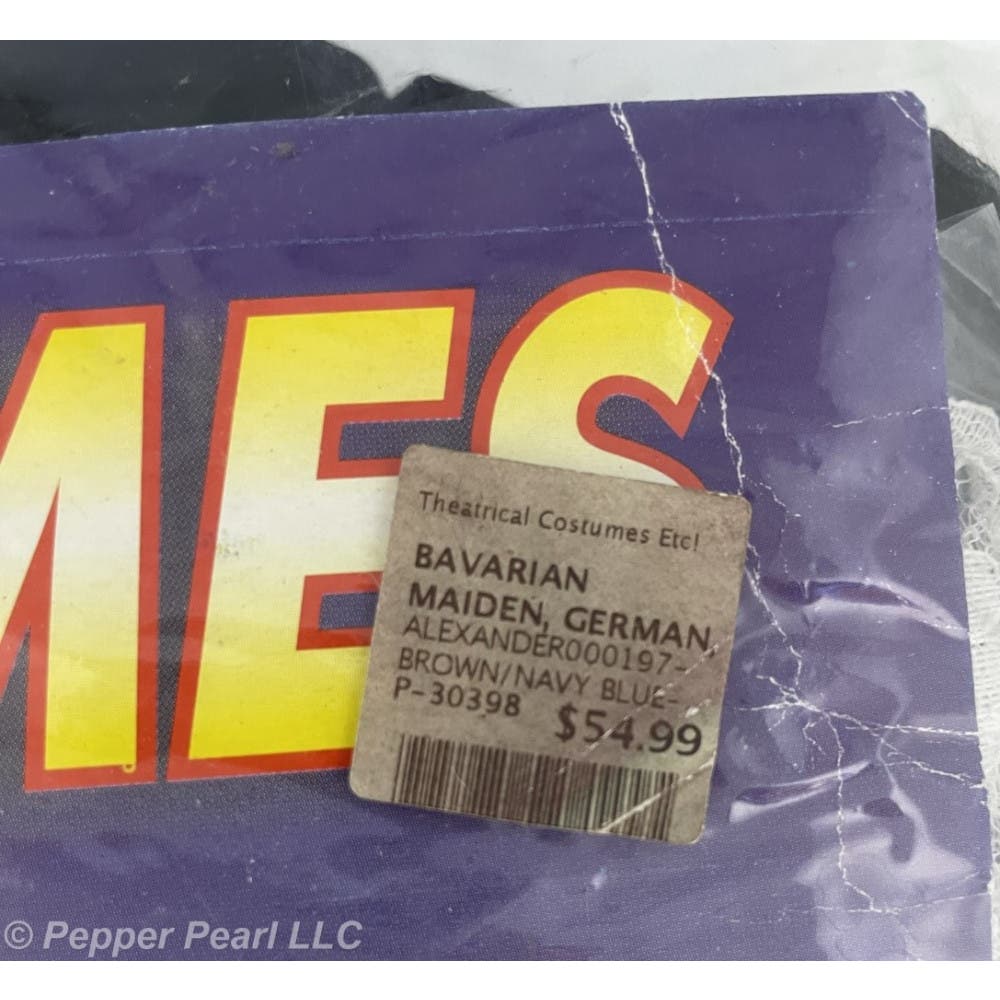 MES
Theatrical Costumes Etc!
BAVARIAN
MAIDEN, GERMAN,
ALEXANDER000197-
BROWN/NAVY BLUE-
P-30398 $54.99
© Pepper Pearl LLC